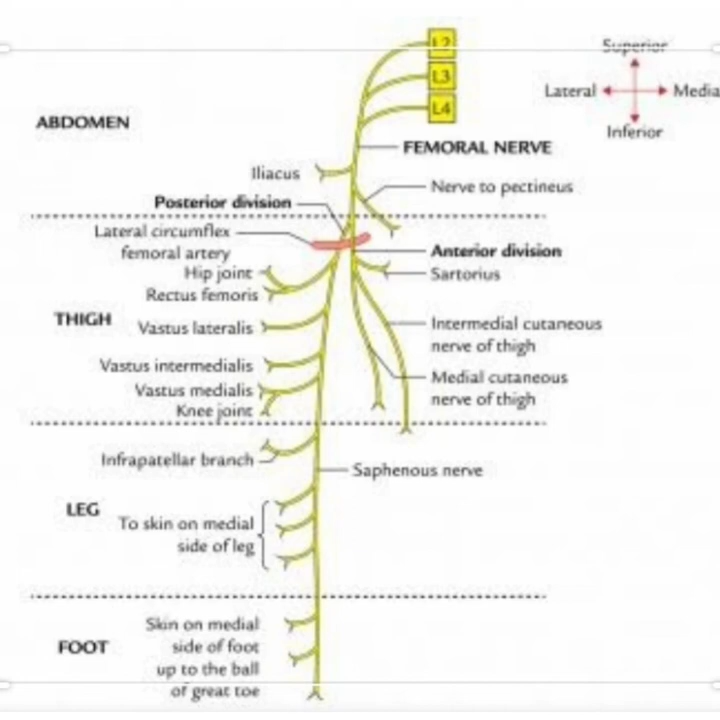 L2
L3
L4
Superior
Lateral
Media
Inferior
ABDOMEN
FEMORAL NERVE
Iliacus
Nerve to pectineus
Posterior division
Lateral circumflex
femoral artery
Anterior division
Hip joint
Sartorius
Rectus femoris
THIGH
Vastus lateralis
Intermedial cutaneous
nerve of thigh
Vastus intermedialis
Medial cutaneous
nerve of thigh
Vastus medialis
Knee joint
Infrapatellar branch
Saphenous nerve
LEG
To skin on medial
side of leg
FOOT
Skin on medial
side of foot
up to the ball
of great toe